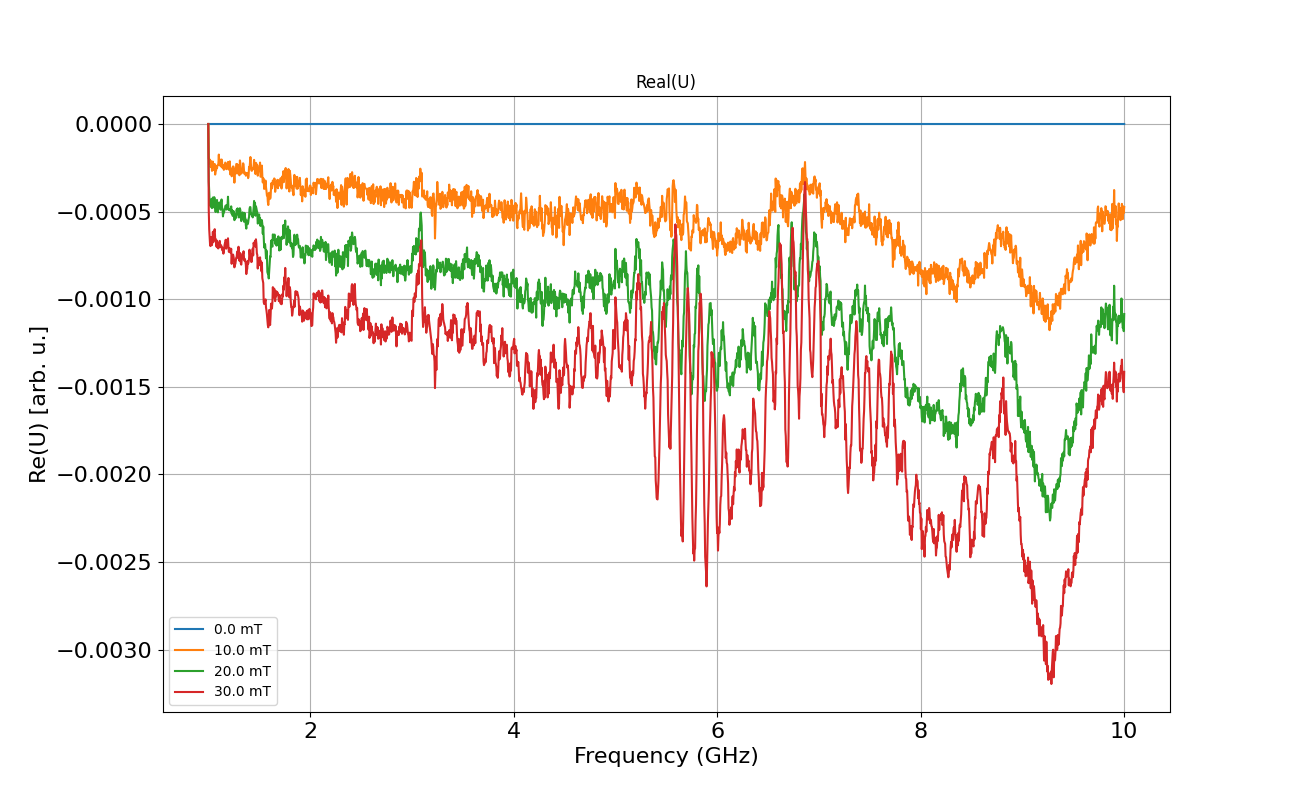 Real(U)
0.0000
−0.0005
−0.0010
−0.0015
−0.0020
−0.0025
−0.0030
Re(U) [arb. u.]
0.0 mT
10.0 mT
20.0 mT
30.0 mT
2 4 6 8 10
Frequency (GHz)